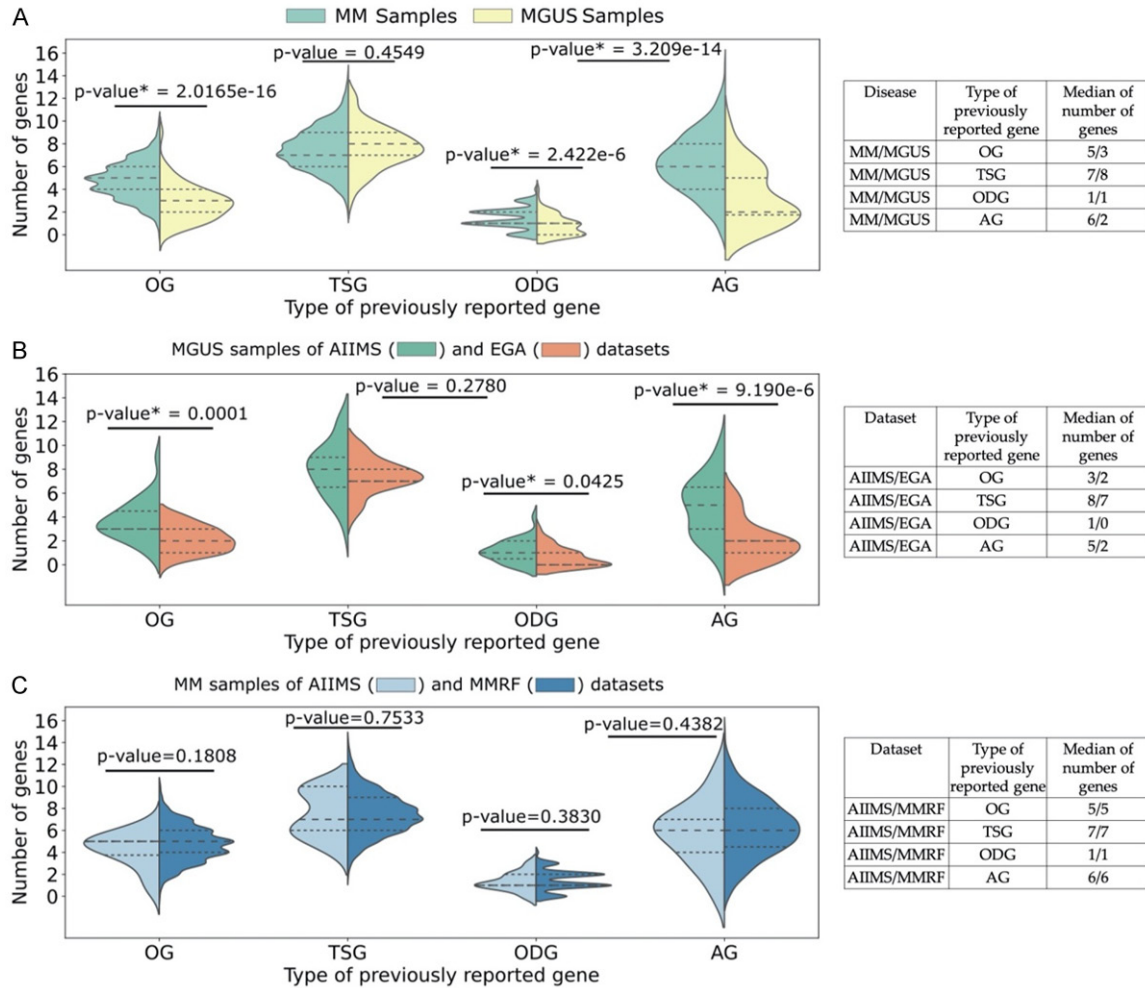 A
MM Samples MGUS Samples
Number of genes
16
14
12
10
8
6
4
2
0
p-value* = 2.0165e-16
p-value = 0.4549
p-value* = 2.422e-6
p-value* = 3.209e-14
OG TSG ODG AG
Type of previously reported gene
Disease Type of previously reported gene Median of number of genes
MM/MGUS OG 5/3
MM/MGUS TSG 7/8
MM/MGUS ODG 1/1
MM/MGUS AG 6/2
B
MGUS samples of AIIMS ( ) and EGA ( ) datasets
Number of genes
16
14
12
10
8
6
4
2
0
p-value* = 0.0001
p-value = 0.2780
p-value* = 0.0425
p-value* = 9.190e-6
OG TSG ODG AG
Type of previously reported gene
Dataset Type of previously reported gene Median of number of genes
AIIMS/EGA OG 3/2
AIIMS/EGA TSG 8/7
AIIMS/EGA ODG 1/0
AIIMS/EGA AG 5/2
C
MM samples of AIIMS ( ) and MMRF ( ) datasets
Number of genes
16
14
12
10
8
6
4
2
0
p-value=0.1808
p-value=0.7533
p-value=0.3830
p-value=0.4382
OG TSG ODG AG
Type of previously reported gene
Dataset Type of previously reported gene Median of number of genes
AIIMS/MMRF OG 5/5
AIIMS/MMRF TSG 7/7
AIIMS/MMRF ODG 1/1
AIIMS/MMRF AG 6/6